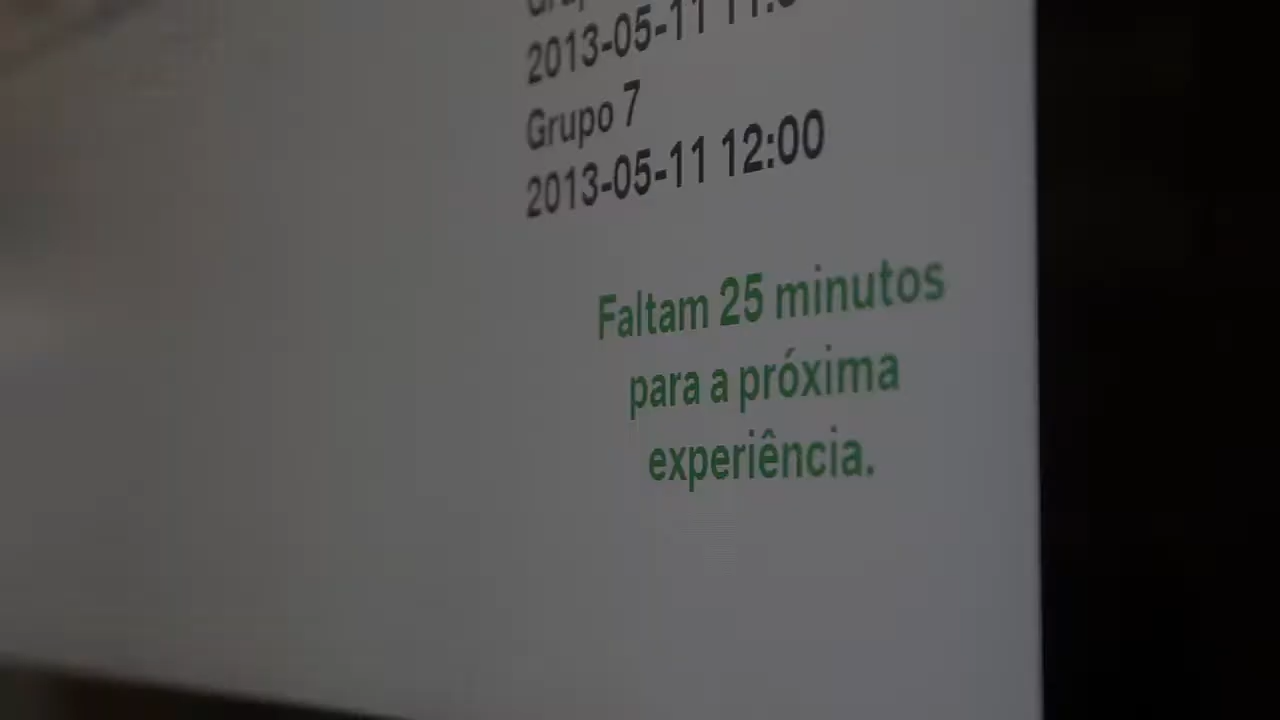 2013-05-11
Grupo 7
2013-05-11 12:00
Faltam 25 minutos
para a próxima
experiência.